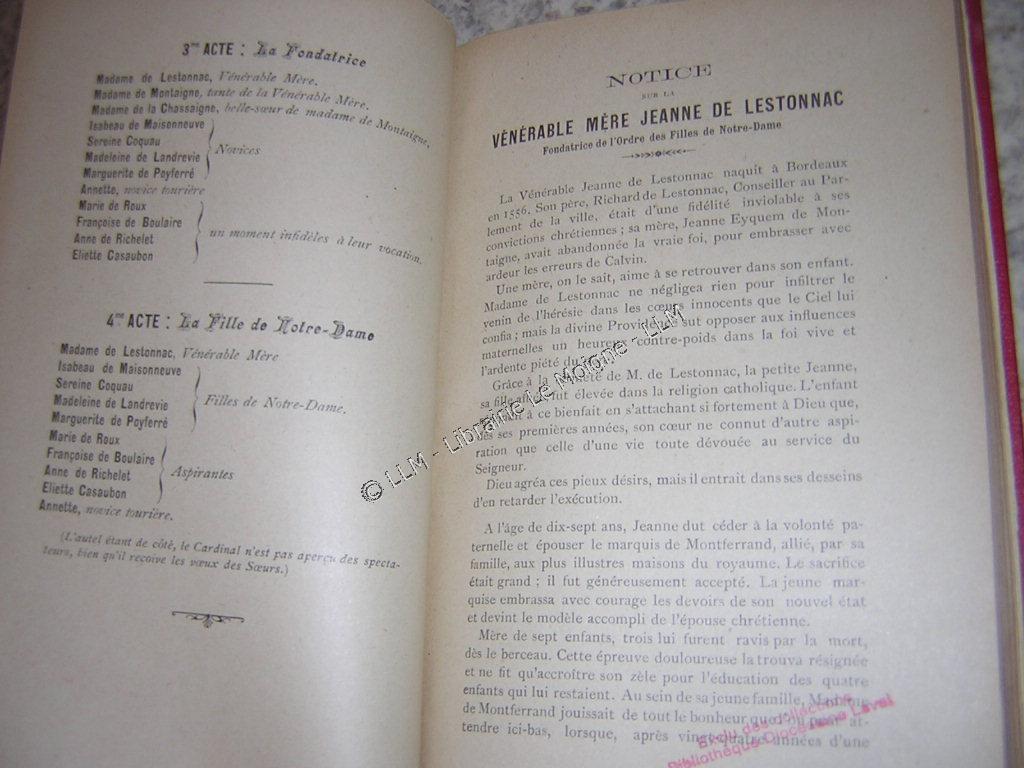 3me ACTE : La Fondatrice
Madame de Lestonnac, Vénérable Mère.
Madame de Montaigne, tante de la Vénérable Mère.
Madame de la Chassaigne, belle-sœur de madame de Montaigne.
Isabeau de Maisonneuve
Sereine Coquau
Madeleine de Landrevie
Marguerite de Peyferré
Novices
Annette, novice tourière
Marie de Roux
Françoise de Boulaire
Anne de Richelet
Eliette Casaubon
un moment infidèles à leur vocation.
4me ACTE : La Fille de Notre-Dame
Madame de Lestonnac, Vénérable Mère
Isabeau de Maisonneuve
Sereine Coquau
Madeleine de Landrevie
Marguerite de Peyferré
Filles de Notre-Dame.
Marie de Roux
Françoise de Boulaire
Anne de Richelet
Eliette Casaubon
Aspirantes
Annette, novice tourière.
(L'autel étant de côté, le Cardinal n'est pas aperçu des specta-
teurs, bien qu'il reçoive les vœux des Sœurs.)
NOTICE
SUR LA
VÉNÉRABLE MÈRE JEANNE DE LESTONNAC
Fondatrice de l'Ordre des Filles de Notre-Dame
La Vénérable Jeanne de Lestonnac naquit à Bordeaux
en 1556. Son père, Richard de Lestonnac, Conseiller au Par-
lement de la ville, était d'une fidélité inviolable à ses
convictions chrétiennes ; sa mère, Jeanne Eyquem de Mon-
taigne, avait abandonné la vraie foi, pour embrasser avec
ardeur les erreurs de Calvin.
Une mère, on le sait, aime à se retrouver dans son enfant.
Madame de Lestonnac ne négligea rien pour infiltrer le
venin de l'hérésie dans les cœurs innocents que le Ciel lui
confia ; mais la divine Providence sut opposer aux influences
maternelles un heureux contre-poids dans la foi vive et
l'ardente piété du
Grâce à la de M. de Lestonnac, la petite Jeanne,
sa fille fut élevée dans la religion catholique. L'enfant
à ce bienfait en s'attachant si fortement à Dieu que,
dès ses premières années, son cœur ne connut d'autre aspi-
ration que celle d'une vie toute dévouée au service du
Seigneur.
Dieu agréa ces pieux désirs, mais il entrait dans ses desseins
d'en retarder l'exécution.
A l'âge de dix-sept ans, Jeanne dut céder à la volonté pa-
ternelle et épouser le marquis de Montferrand, allié, par sa
famille, aux plus illustres maisons du royaume. Le sacrifice
était grand ; il fut généreusement accepté. La jeune mar-
quise embrassa avec courage les devoirs de son nouvel état
et devint le modèle accompli de l'épouse chrétienne.
Mère de sept enfants, trois lui furent ravis par la mort,
dès le berceau. Cette épreuve douloureuse la trouva résignée
et ne fit qu'accroître son zèle pour l'éducation des quatre
enfants qui lui restaient. Au sein de sa jeune famille, Madame
de Montferrand jouissait de tout le bonheur que l'on peut at-
tendre ici-bas, lorsque, après vingt-quatre années d'une
Exclu des collections
Bibliothèque Diocésaine Laval
© LLM - Librairie Le Moione - LLM